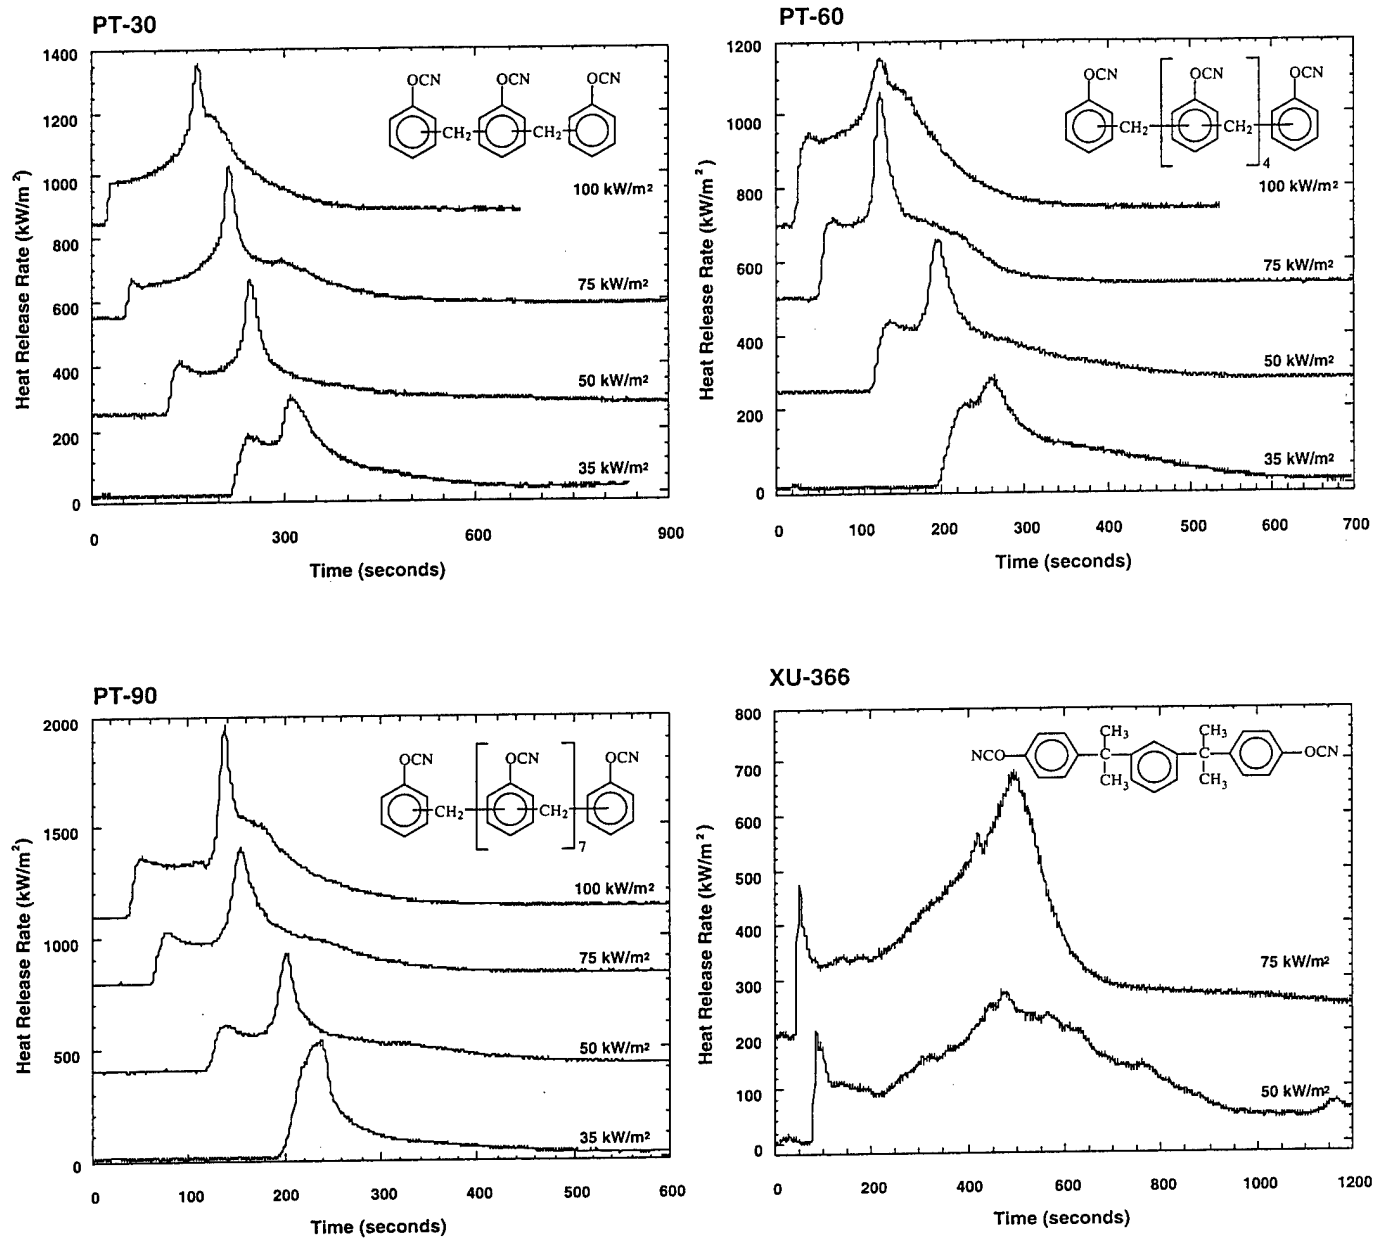 PT-30
1400
1200
1000
800
600
400
200
0
Heat Release Rate (kW/m²)
OCN OCN OCN
CH₂ CH₂
100 kW/m²
75 kW/m²
50 kW/m²
35 kW/m²
0 300 600 900
Time (seconds)
PT-60
1200
1000
800
600
400
200
0
Heat Release Rate (kW/m²)
OCN OCN OCN
CH₂ CH₂
4
100 kW/m²
75 kW/m²
50 kW/m²
35 kW/m²
0 100 200 300 400 500 600 700
Time (seconds)
PT-90
2000
1500
1000
500
0
Heat Release Rate (kW/m²)
OCN OCN OCN
CH₂ CH₂
7
100 kW/m²
75 kW/m²
50 kW/m²
35 kW/m²
0 100 200 300 400 500 600
Time (seconds)
XU-366
800
700
600
500
400
300
200
100
0
Heat Release Rate (kW/m²)
CH₃ CH₃
NCO C C OCN
CH₃ CH₃
75 kW/m²
50 kW/m²
0 200 400 600 800 1000 1200
Time (seconds)